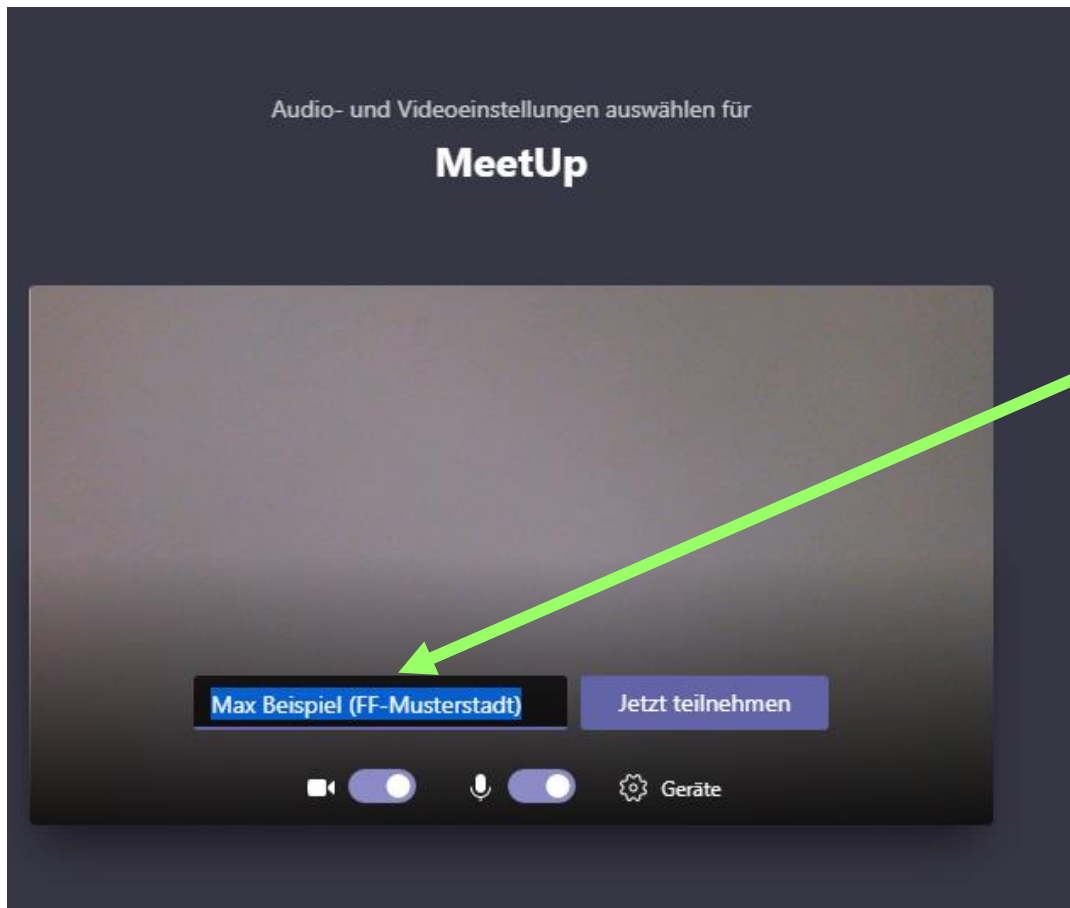 Audio- und Videoeinstellungen auswählen für
MeetUp
Max Beispiel (FF-Musterstadt)
Jetzt teilnehmen
Geräte